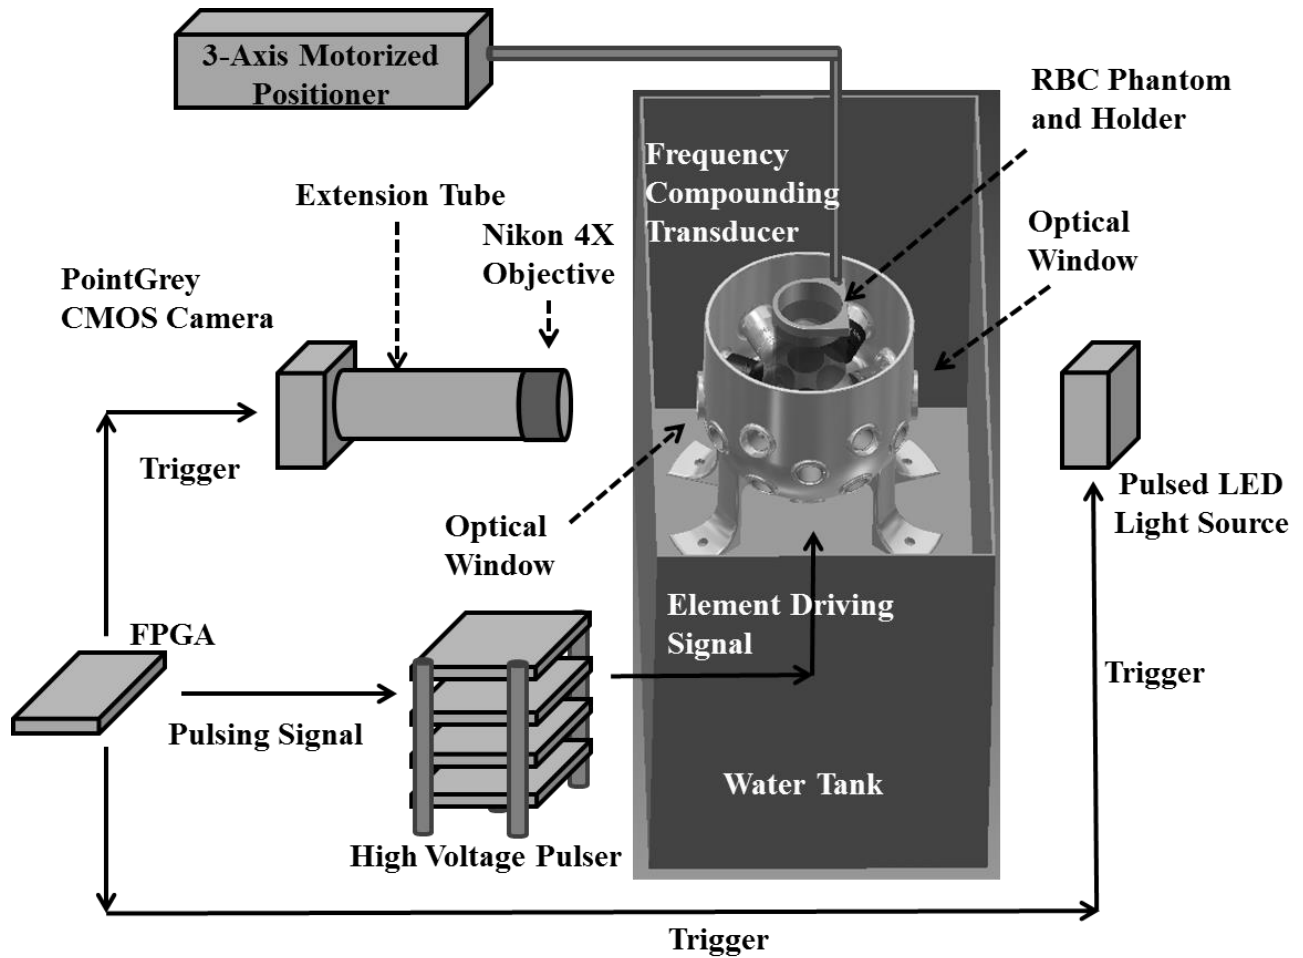 3-Axis Motorized
Positioner
RBC Phantom
and Holder
Frequency
Compounding
Transducer
Extension Tube
Nikon 4X
Objective
Optical
Window
PointGrey
CMOS Camera
Trigger
Pulsed LED
Light Source
Optical
Window
Element Driving
Signal
FPGA
Trigger
Pulsing Signal
Water Tank
High Voltage Pulser
Trigger